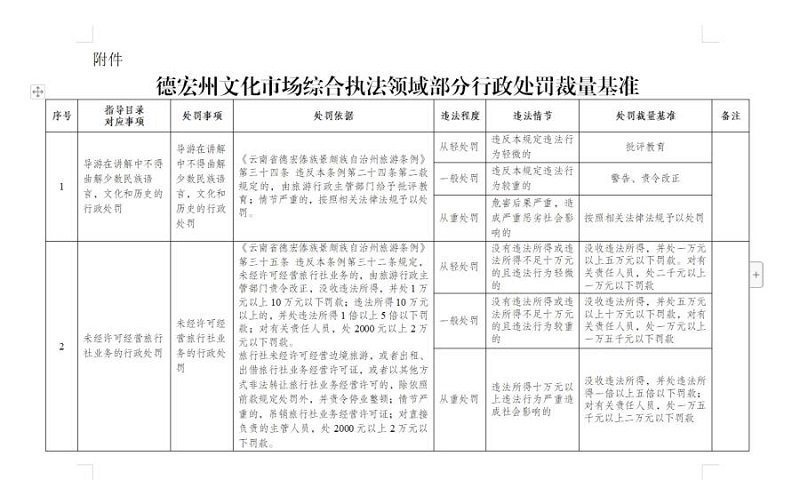 附件
德宏州文化市场综合执法领域部分行政处罚裁量基准
序号 指导目录对应事项 处罚事项 处罚依据 违法程度 违法情节 处罚裁量基准 备注
1
导游在讲解中不得
曲解少数民族语
言，文化和历史的
行政处罚
导游在讲解
中不得曲解
少数民族语
言，文化和
历史的行政
处罚
《云南省德宏傣族景颇族自治州旅游条例》
第三十四条 违反本条例第二十四条第二款
规定的，由旅游行政主管部门给予批评教
育；情节严重的，按照相关法律法规予以处
罚。
从轻处罚
违反本规定违法行
为轻微的
批评教育
一般处罚
违反本规定违法行
为较重的
警告、责令改正
从重处罚
危害后果严重，造
成严重恶劣社会影
响的
按照相关法律法规予以处罚
2
未经许可经营旅行
社业务的行政处罚
未经许可经
营旅行社业
务的行政处
罚
《云南省德宏傣族景颇族自治州旅游条例》
第三十五条 违反本条例第三十二条规定，
未经许可经营旅行社业务的，由旅游行政主
管部门责令改正，没收违法所得，并处1万
元以上10万元以下罚款；违法所得10万元
以上的，并处违法所得1倍以上5倍以下罚
款；对有关责任人员，处2000元以上2万
元以下罚款。
旅行社未经许可经营边境旅游，或者出租、
出借旅行社业务经营许可证，或者以其他方
式非法转让旅行社业务经营许可的，除依照
前款规定处罚外，并责令停业整顿；情节严
重的，吊销旅行社业务经营许可证；对直接
负责的主管人员，处2000元以上2万元以
下罚款。
从轻处罚
没有违法所得或违
法所得不足十万元
的且违法行为轻微
的
没收违法所得，并处一万元
以上五万元以下罚款。对有
关责任人员，处二千元以上
一万元以下罚款
一般处罚
没有违法所得或违
法所得不足十万元
的且违法行为较重
的
没收违法所得，并处五万元
以上十万元以下罚款，对有
关责任人员，处一万元以上
一万五千元以下罚款
从重处罚
违法所得十万元以
上违法行为严重造
成社会影响的
没收违法所得，并处违法所
得一倍以上五倍以下罚款；
对有关责任人员，处一万五
千元以上二万元以下罚款